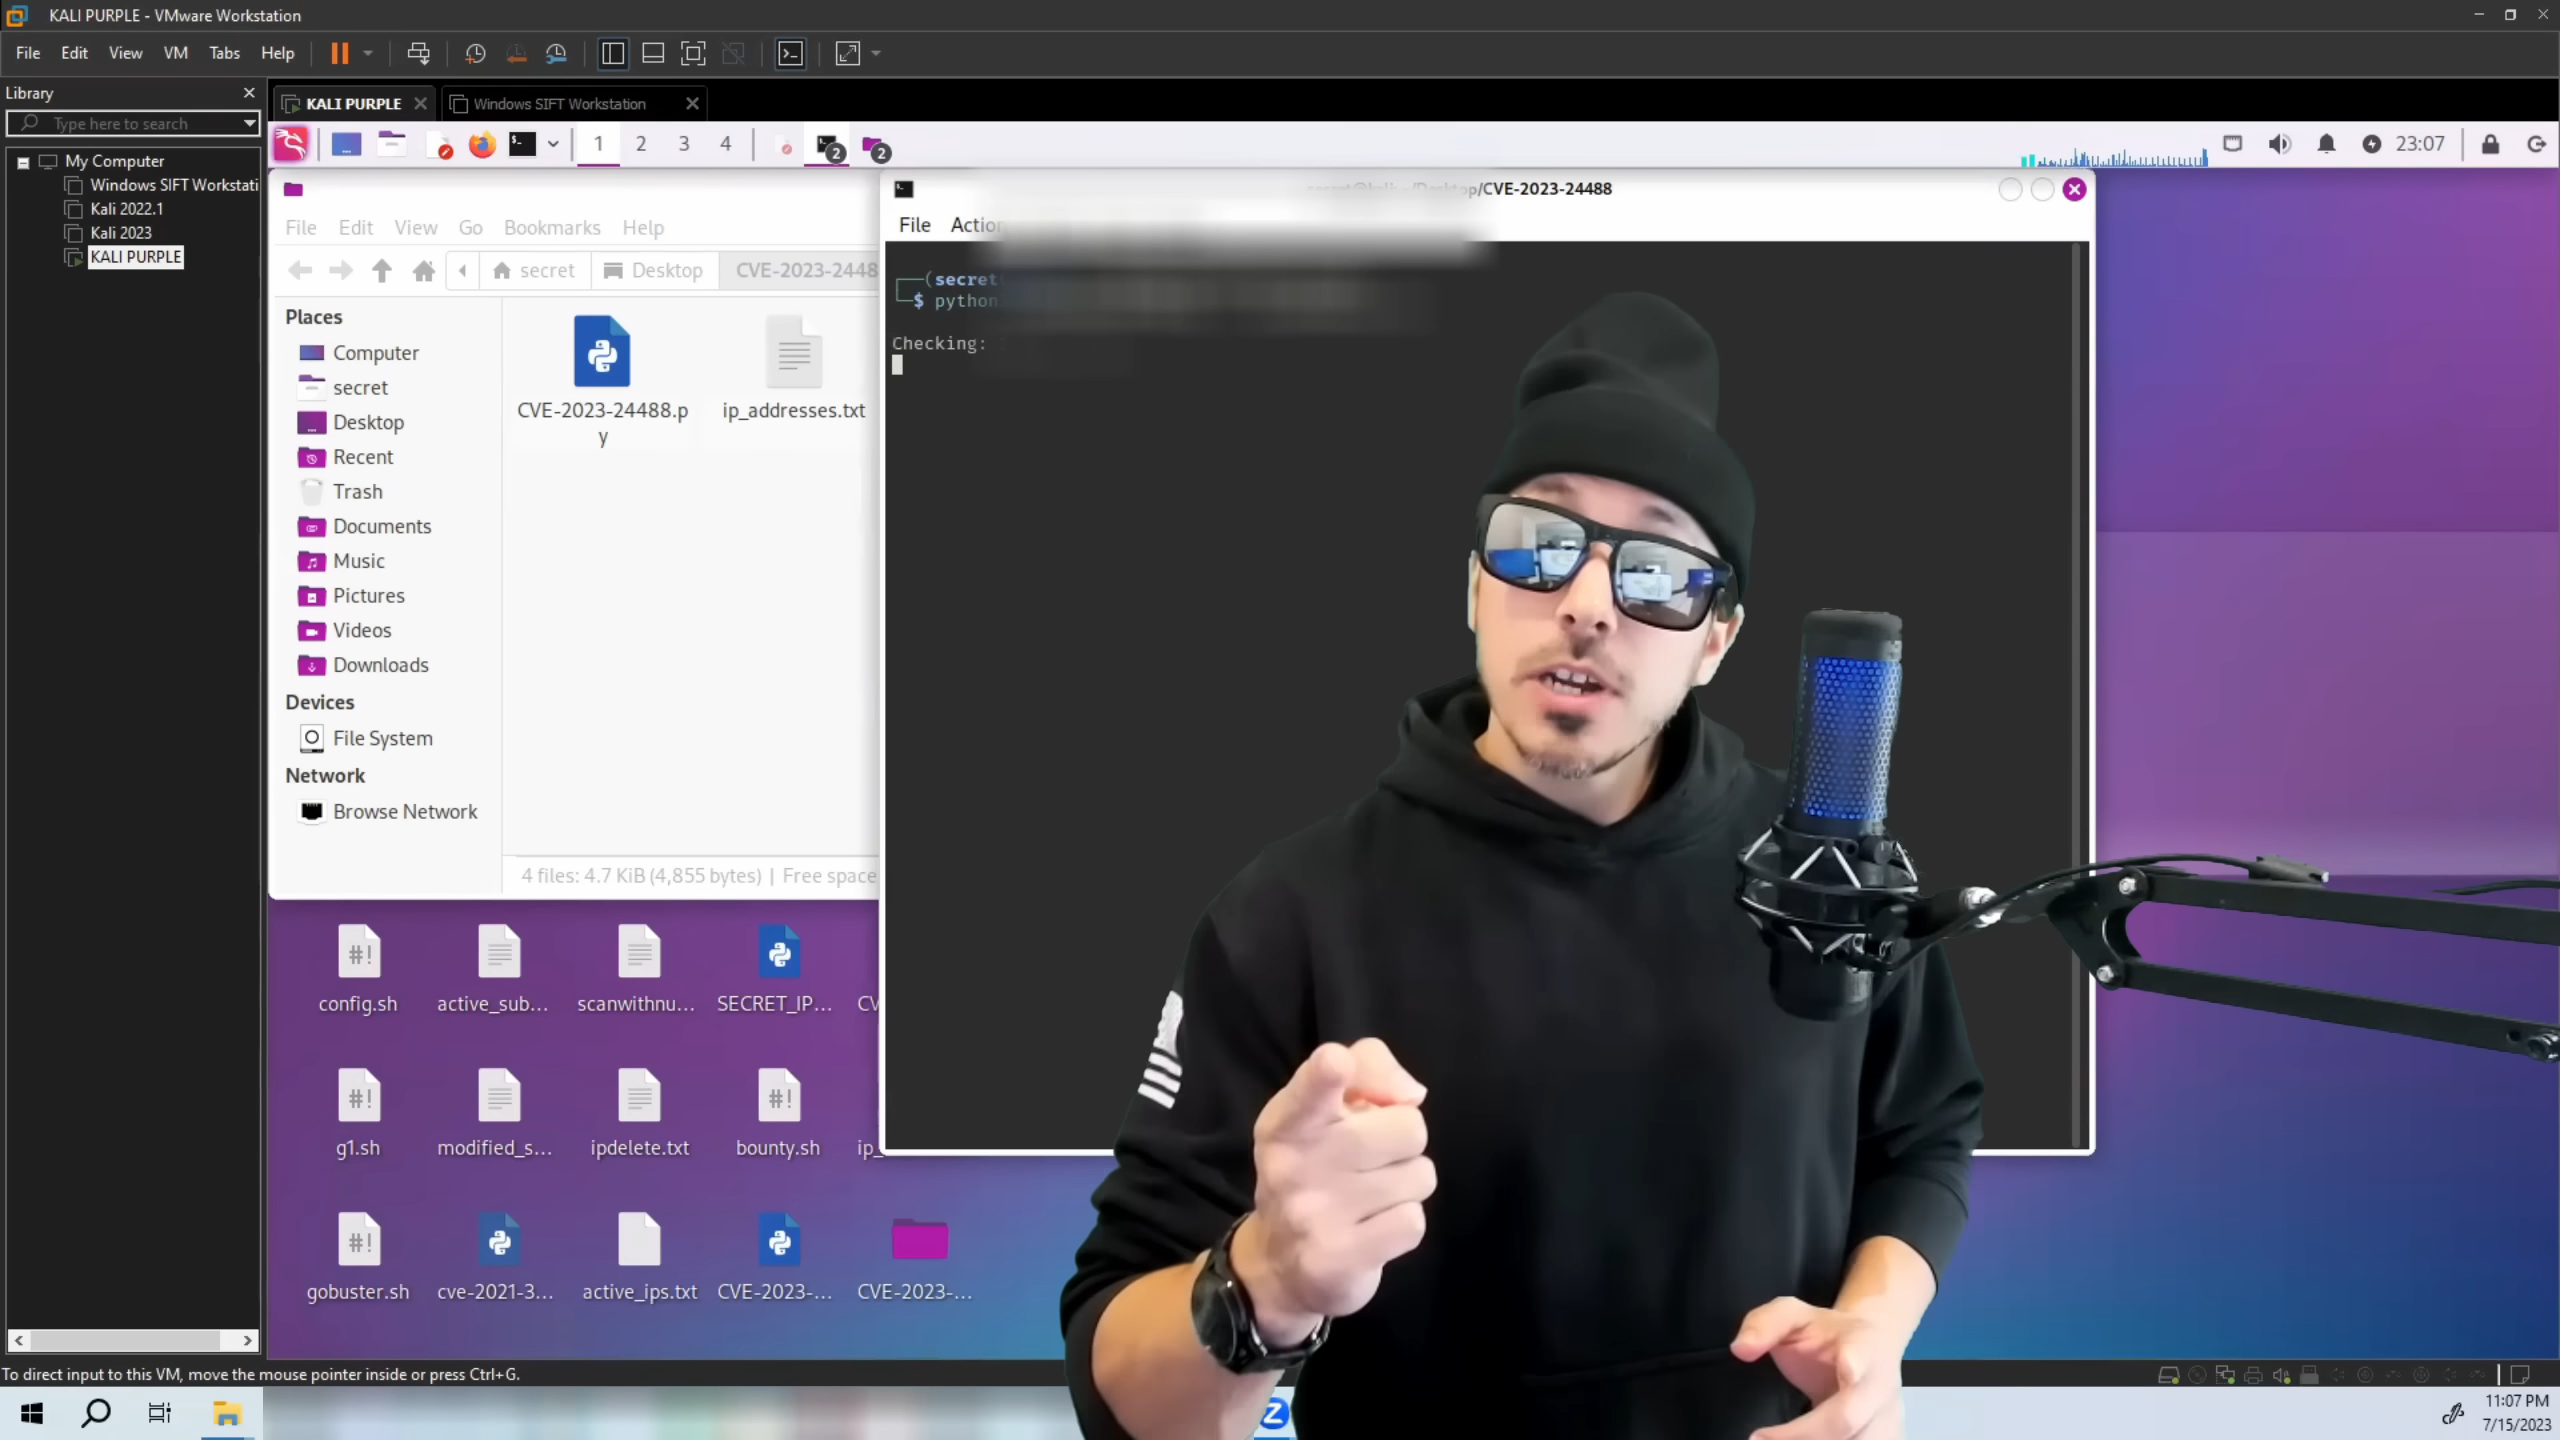 KALI PURPLE - VMware Workstation
File Edit View VM Tabs Help
Library
Type here to search
My Computer
Windows SIFT Workstati
Kali 2022.1
Kali 2023
KALI PURPLE
KALI PURPLE
Windows SIFT Workstation
1 2 3 4
2
2
23:07
File Edit View Go Bookmarks Help
secret Desktop CVE-2023-2448
Places
Computer
secret
Desktop
Recent
Trash
Documents
Music
Pictures
Videos
Downloads
Devices
File System
Network
Browse Network
CVE-2023-24488.p
y
ip_addresses.txt
4 files: 4.7 KiB (4,855 bytes) | Free space
/CVE-2023-24488
File Action
(secret
$ python
Checking:
config.sh active_sub... scanwithnu... SECRET_IP... CV
g1.sh modified_s... ipdelete.txt bounty.sh ip_
gobuster.sh cve-2021-3... active_ips.txt CVE-2023-... CVE-2023-...
To direct input to this VM, move the mouse pointer inside or press Ctrl+G.
11:07 PM
7/15/2023